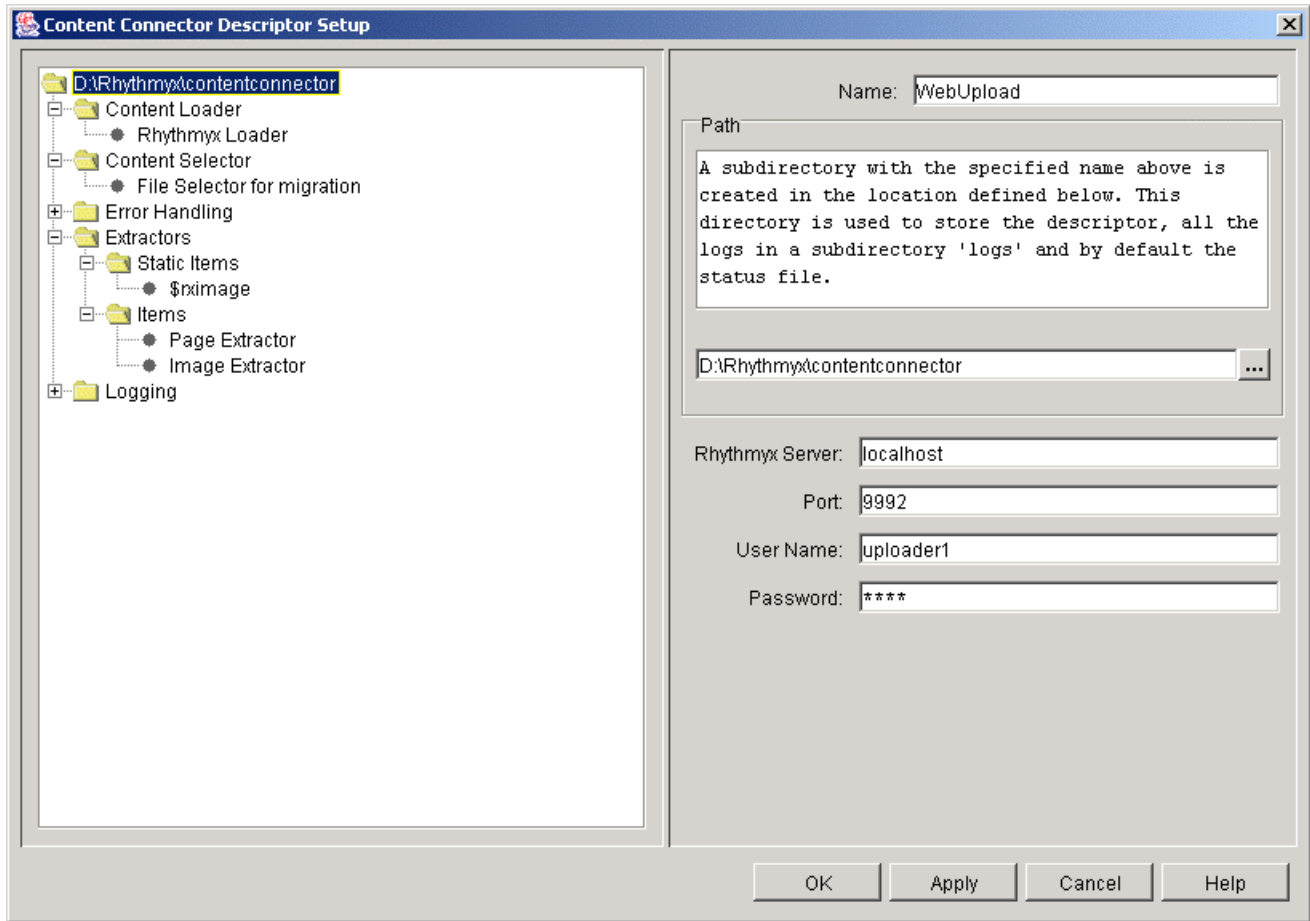 Content Connector Descriptor Setup
D:\Rhythmyx\contentconnector
Content Loader
Rhythmyx Loader
Content Selector
File Selector for migration
Error Handling
Extractors
Static Items
$rximage
Items
Page Extractor
Image Extractor
Logging
Name: WebUpload
Path
A subdirectory with the specified name above is
created in the location defined below. This
directory is used to store the descriptor, all the
logs in a subdirectory 'logs' and by default the
status file.
D:\Rhythmyx\contentconnector ...
Rhythmyx Server: localhost
Port: 9992
User Name: uploader1
Password: ****
OK Apply Cancel Help